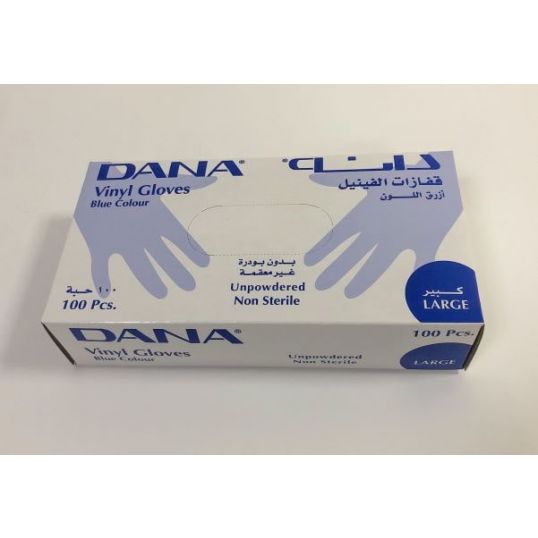 DANA®
دانه®
Vinyl Gloves
قفازات الفينيل
Blue Colour
أزرق اللون
بدون بودرة
غير معقمة
Unpowdered
Non Sterile
١٠٠ حبة
100 Pcs.
كبير
LARGE
DANA®
Vinyl Gloves
Blue Colour
Unpowdered
Non Sterile
100 Pcs.
LARGE